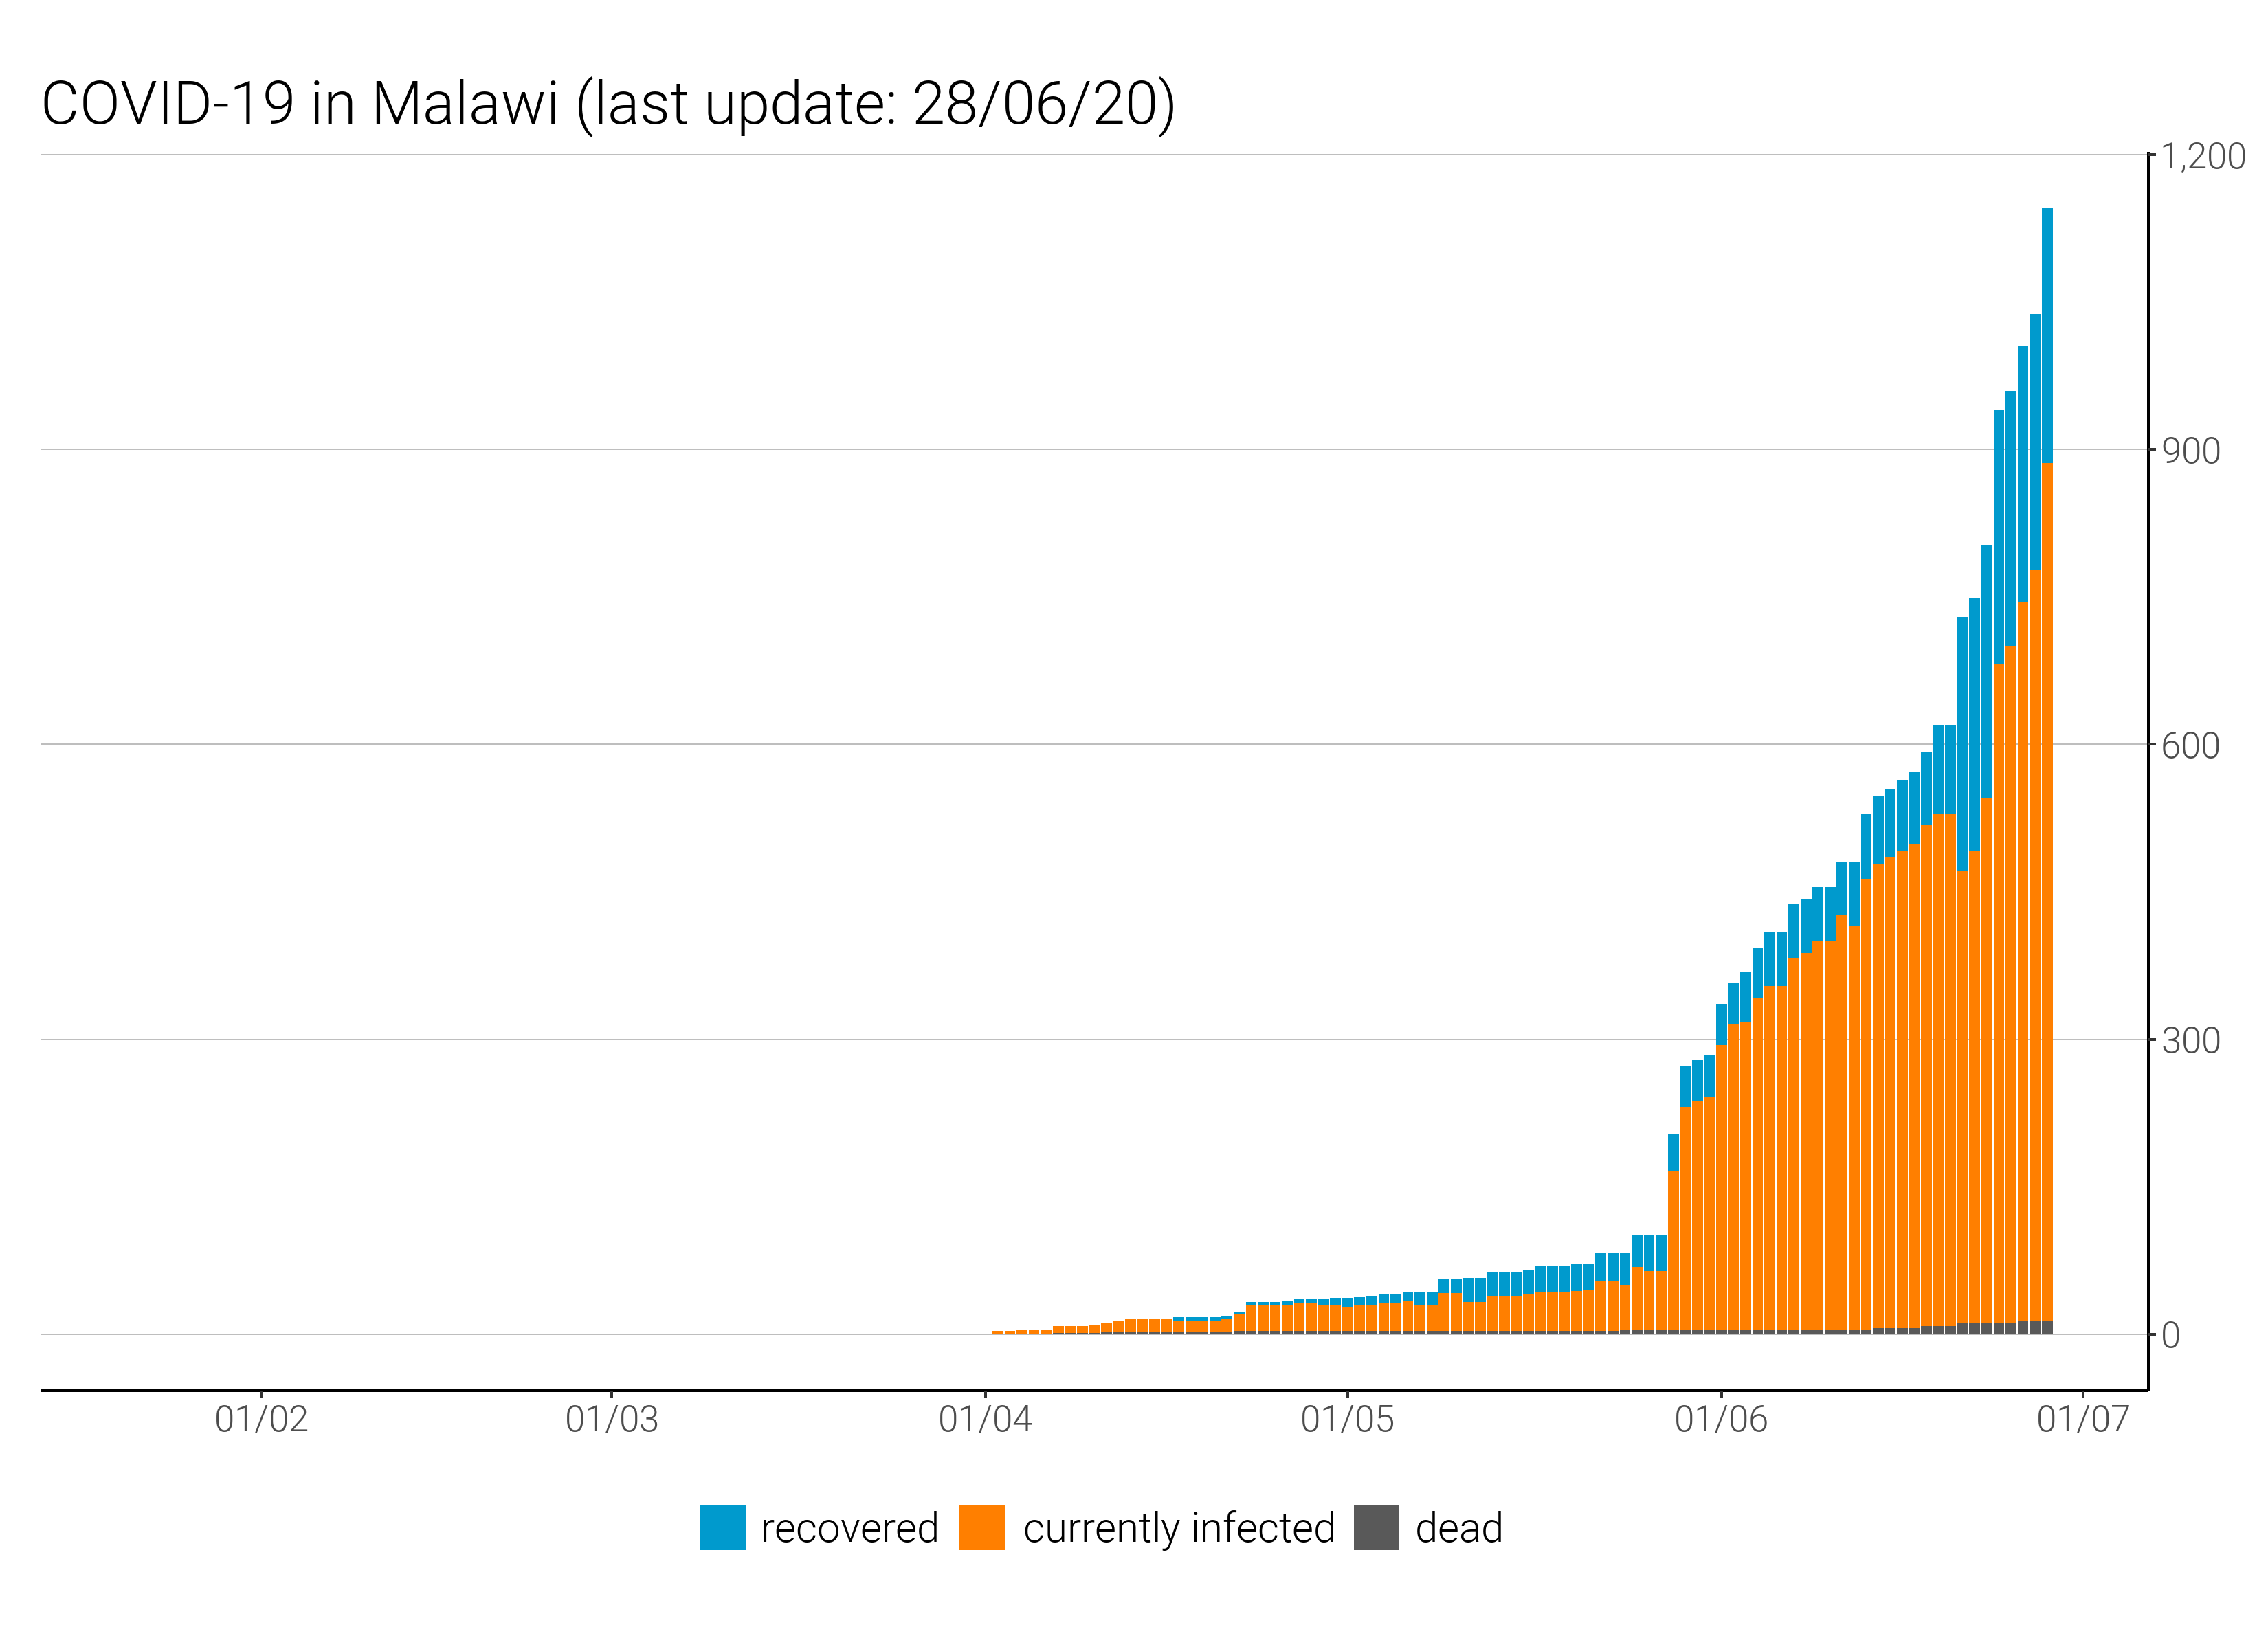 COVID-19 in Malawi (last update: 28/06/20)
1,200
900
600
300
0
01/02 01/03 01/04 01/05 01/06 01/07
recovered currently infected dead